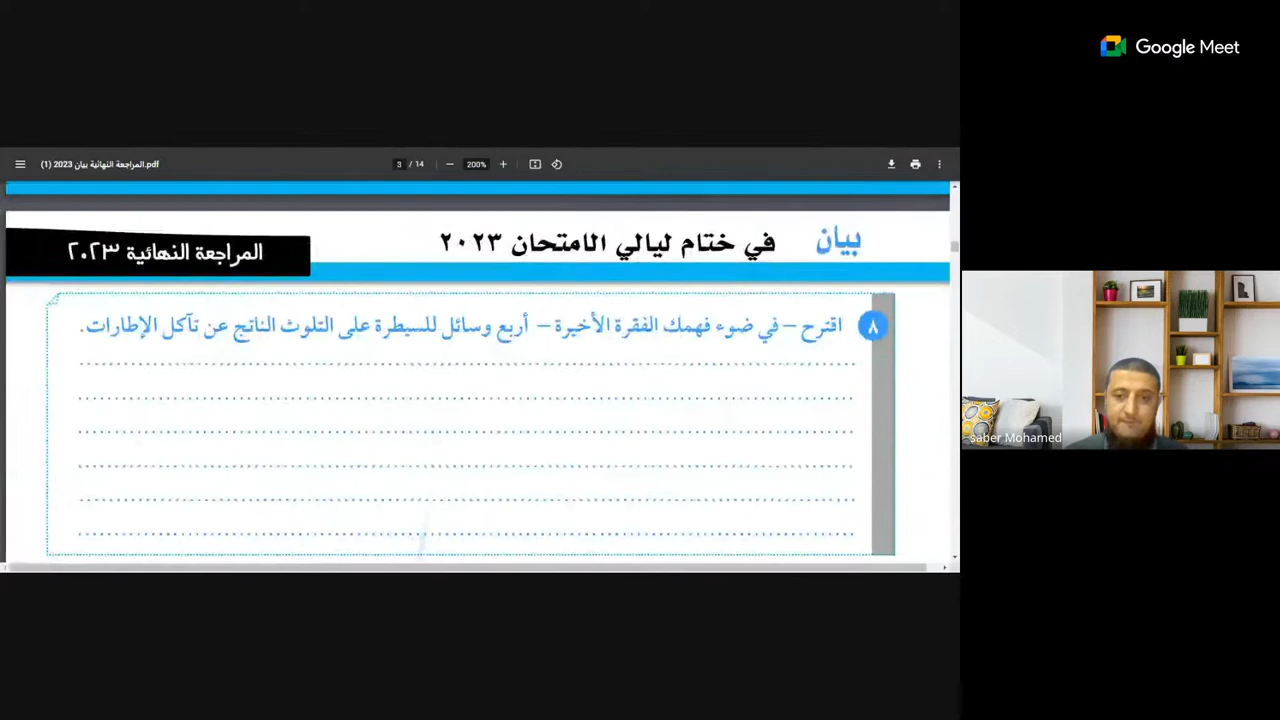 Google Meet
المراجعة النهائية بيان 2023 (1).pdf
3 / 14
200%
بيان
في ختام ليالي الامتحان ٢٠٢٣
المراجعة النهائية ٢٠٢٣
٨ اقترح – في ضوء فهمك الفقرة الأخيرة – أربع وسائل للسيطرة على التلوث الناتج عن تآكل الإطارات.
saber Mohamed